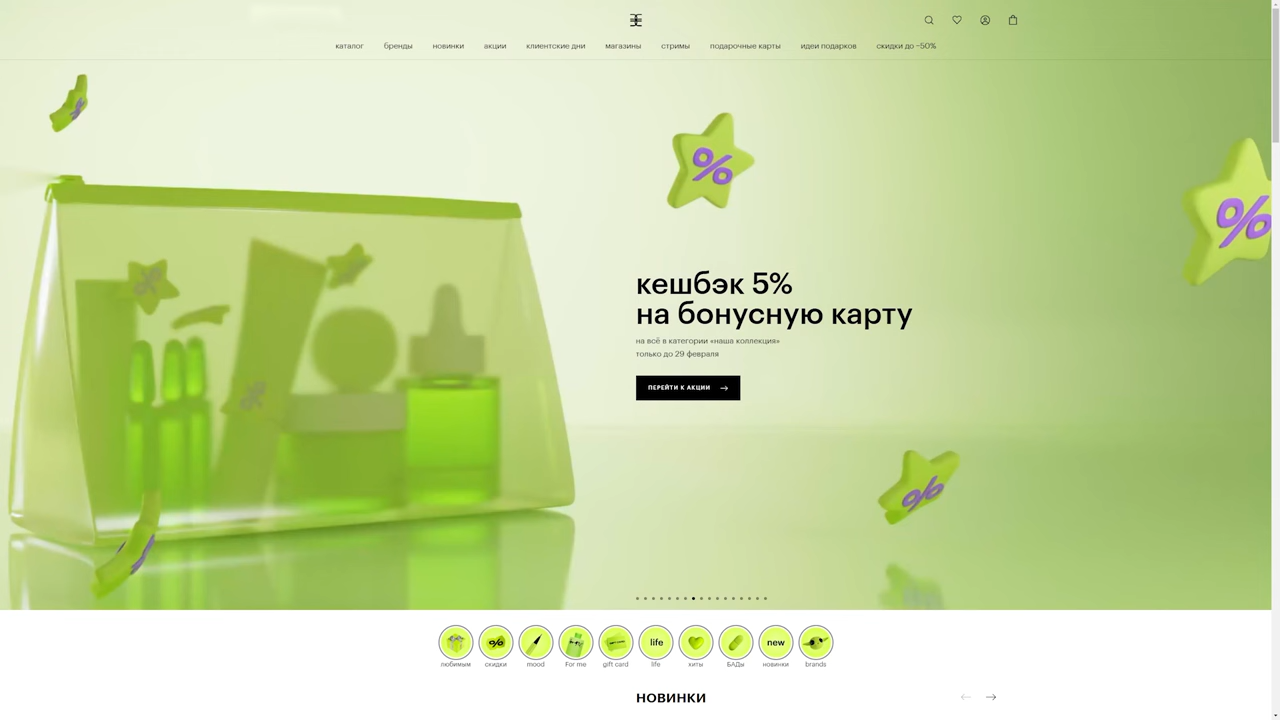 каталог бренды новинки акции клиентские дни магазины стримы подарочные карты идеи подарков скидки до −50%
%
%
кешбэк 5%
на бонусную карту
на всё в категории «наша коллекция»
только до 29 февраля
ПЕРЕЙТИ К АКЦИИ
%
% life new
любимым скидки mood For me gift card life хиты БАДы новинки brands
НОВИНКИ